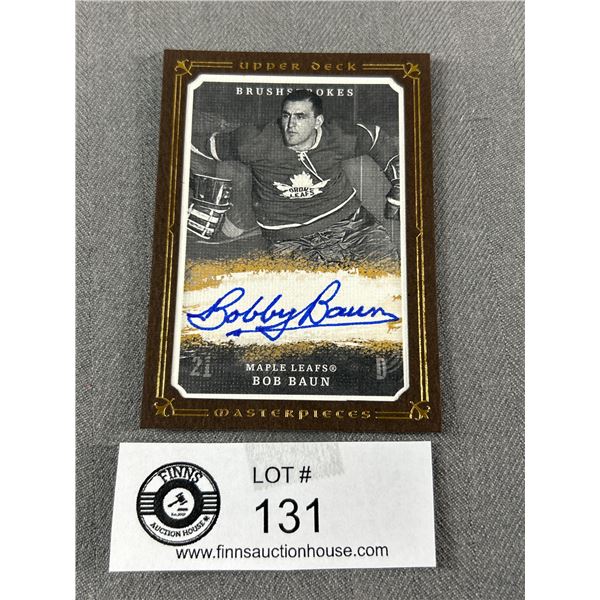 UPPER DECK
BRUSHSTROKES
TORONTO
LEAFS
Bobby Baun
21
D
MAPLE LEAFS®
BOB BAUN
MASTERPIECES
FINNS
AUCTION HOUSE
LOT #
131
www.finnsauctionhouse.com